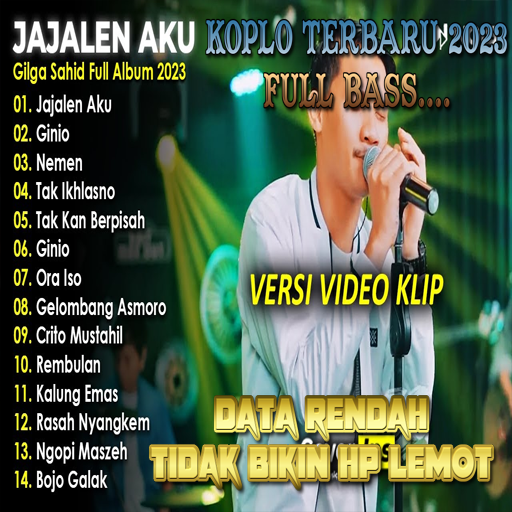 JAJALEN AKU
KOPLO TERBARU 2023
Gilga Sahid Full Album 2023
FULL BASS....
01. Jajalen Aku
02. Ginio
03. Nemen
04. Tak Ikhlasno
05. Tak Kan Berpisah
06. Ginio
07. Ora Iso
08. Gelombang Asmoro
09. Crito Mustahil
10. Rembulan
11. Kalung Emas
12. Rasah Nyangkem
13. Ngopi Maszeh
14. Bojo Galak
VERSI VIDEO KLIP
DATA RENDAH
TIDAK BIKIN HP LEMOT